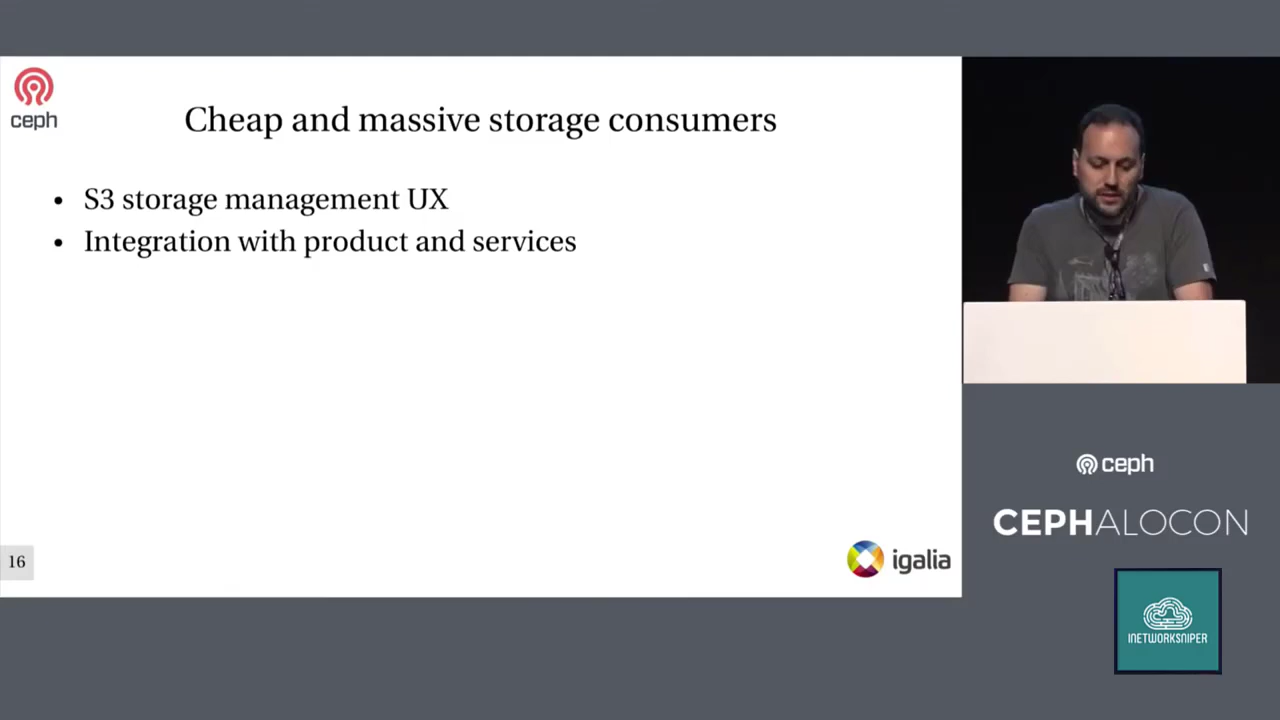 ceph
Cheap and massive storage consumers
• S3 storage management UX
• Integration with product and services
16
igalia
ceph
CEPHALOCON
INETWORKSNIPER